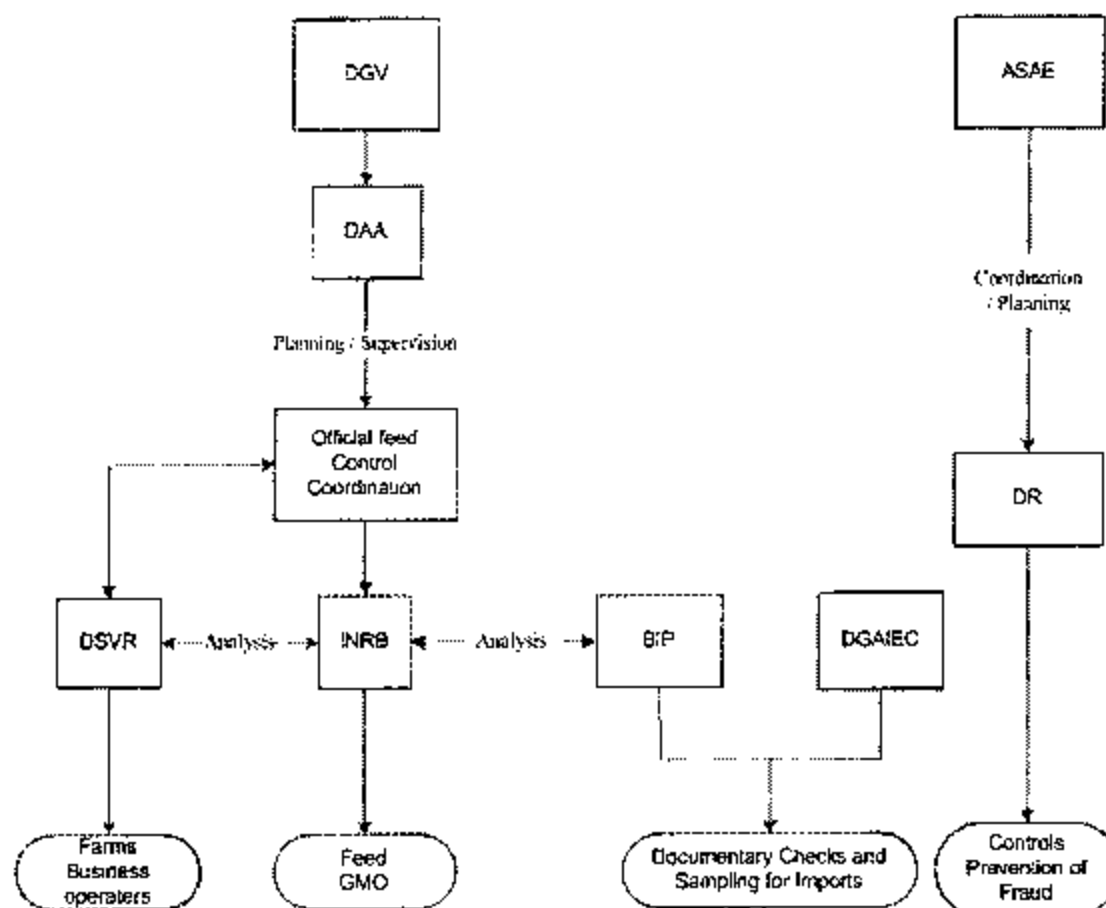 DGV
ASAE
DAA
Coordination
/ Planning
Planning / Supervision
Official feed
Control
Coordination
DR
DSVR
Analysis
INRB
Analysis
BIP
DGAIEC
Farms
Business
operaters
Feed
GMO
Documentary Checks and
Sampling for Imports
Controls
Prevention of
Fraud